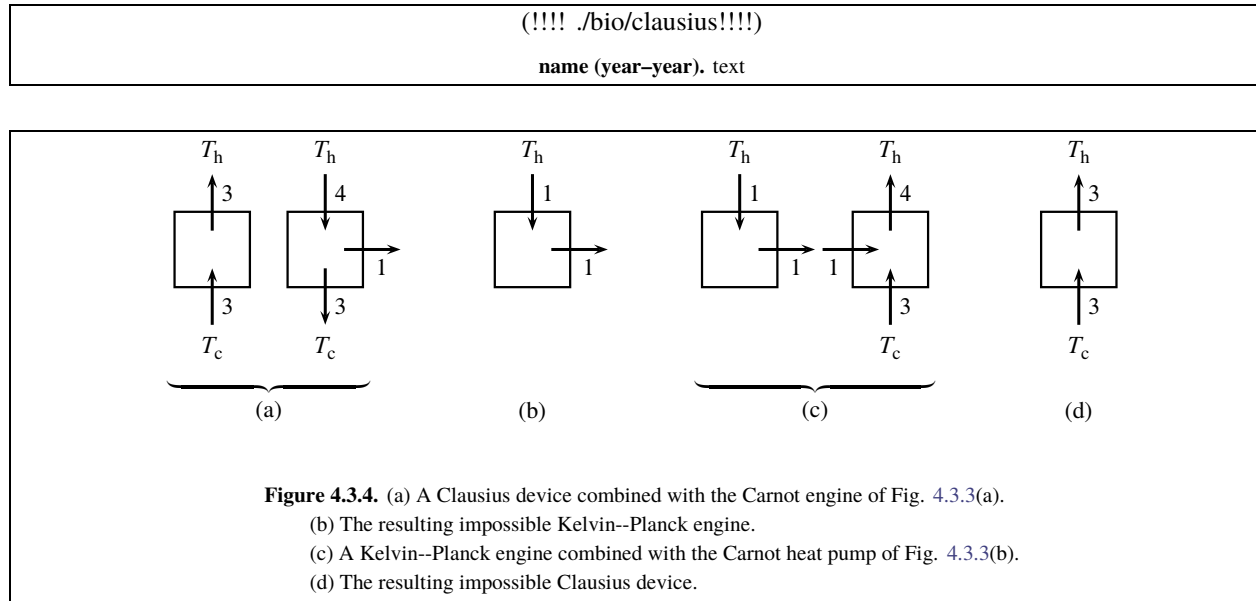 (!!!! ./bio/clausius!!!!)
name (year–year). text
T_h T_h T_h T_h T_h T_h
3 4 1 1 4 3
1 1 1 1
3 3 3 3
T_c T_c T_c T_c
(a) (b) (c) (d)
Figure 4.3.4. (a) A Clausius device combined with the Carnot engine of Fig. 4.3.3(a).
(b) The resulting impossible Kelvin--Planck engine.
(c) A Kelvin--Planck engine combined with the Carnot heat pump of Fig. 4.3.3(b).
(d) The resulting impossible Clausius device.